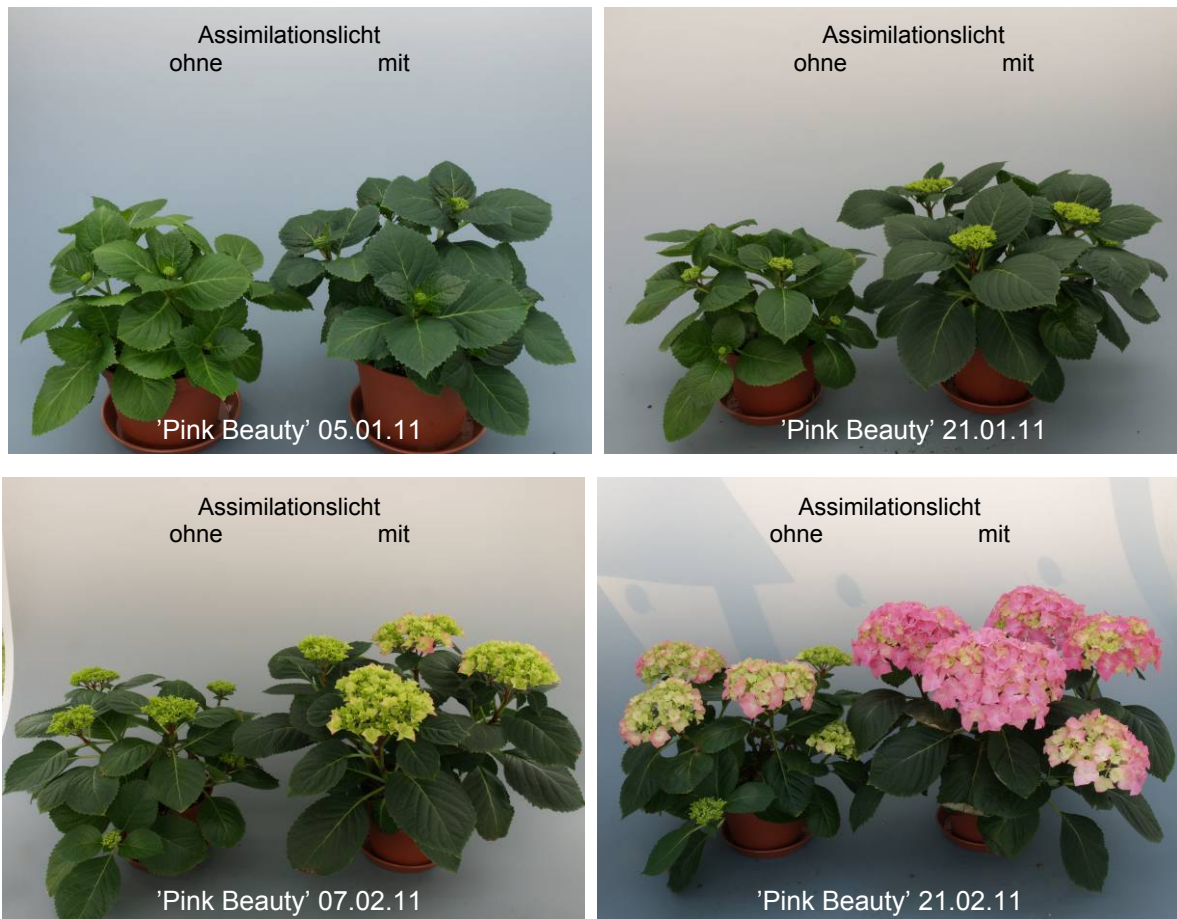 Assimilationslicht
ohne mit
'Pink Beauty' 05.01.11
Assimilationslicht
ohne mit
'Pink Beauty' 21.01.11
Assimilationslicht
ohne mit
'Pink Beauty' 07.02.11
Assimilationslicht
ohne mit
'Pink Beauty' 21.02.11